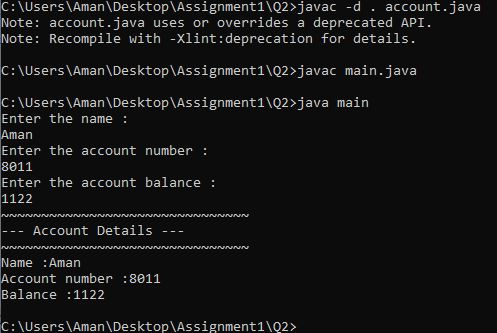 C:\Users\Aman\Desktop\Assignment1\Q2>javac -d . account.java
Note: account.java uses or overrides a deprecated API.
Note: Recompile with -Xlint:deprecation for details.
C:\Users\Aman\Desktop\Assignment1\Q2>javac main.java
C:\Users\Aman\Desktop\Assignment1\Q2>java main
Enter the name :
Aman
Enter the account number :
8011
Enter the account balance :
1122
~~~~~~~~~~~~~~~~~~~~~~~~~~~~~~~
--- Account Details ---
~~~~~~~~~~~~~~~~~~~~~~~~~~~~~~~
Name :Aman
Account number :8011
Balance :1122
C:\Users\Aman\Desktop\Assignment1\Q2>